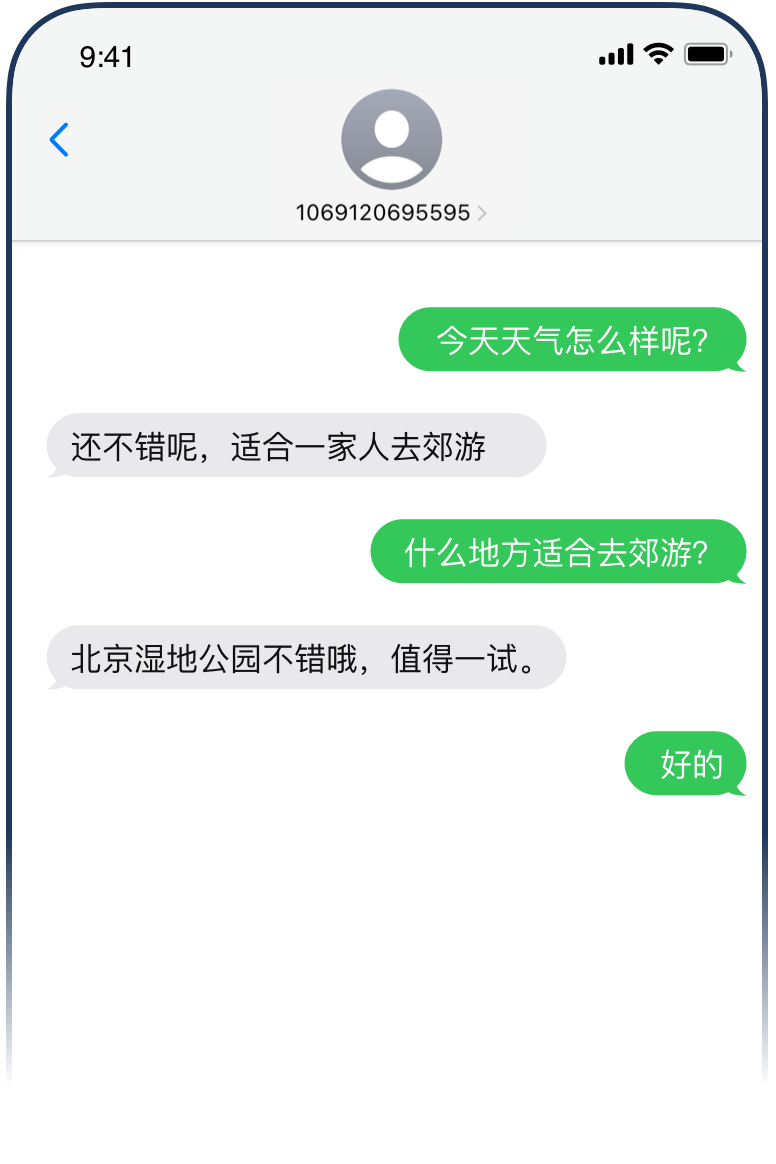 9:41
1069120695595
今天天气怎么样呢?
还不错呢，适合一家人去郊游
什么地方适合去郊游?
北京湿地公园不错哦，值得一试。
好的